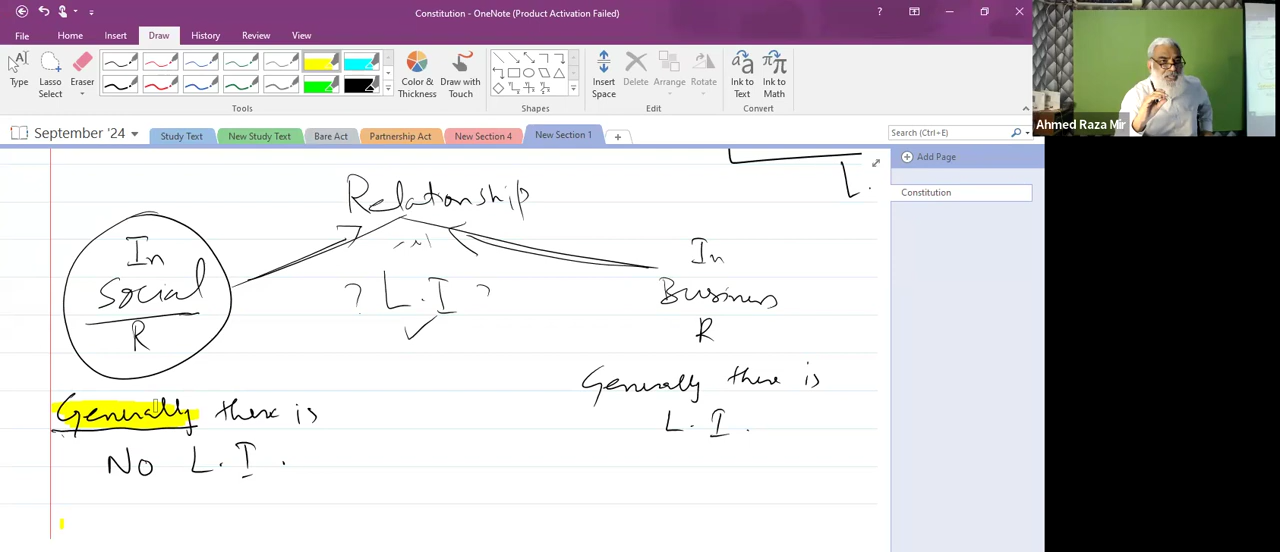 Constitution - OneNote (Product Activation Failed)
File Home Insert Draw History Review View
Type
Lasso Select
Eraser
Color & Thickness
Draw with Touch
Insert Space
Delete
Arrange
Rotate
Ink to Text
Ink to Math
Tools
Shapes
Edit
Convert
September '24
Study Text
New Study Text
Bare Act
Partnership Act
New Section 4
New Section 1
Search (Ctrl+E)
Ahmed Raza Mir
Add Page
Constitution
L.
Relationship
In
Social
R
? L.I ?
In
Business
R
Generally there is
No L.I.
Generally there is
L.I.